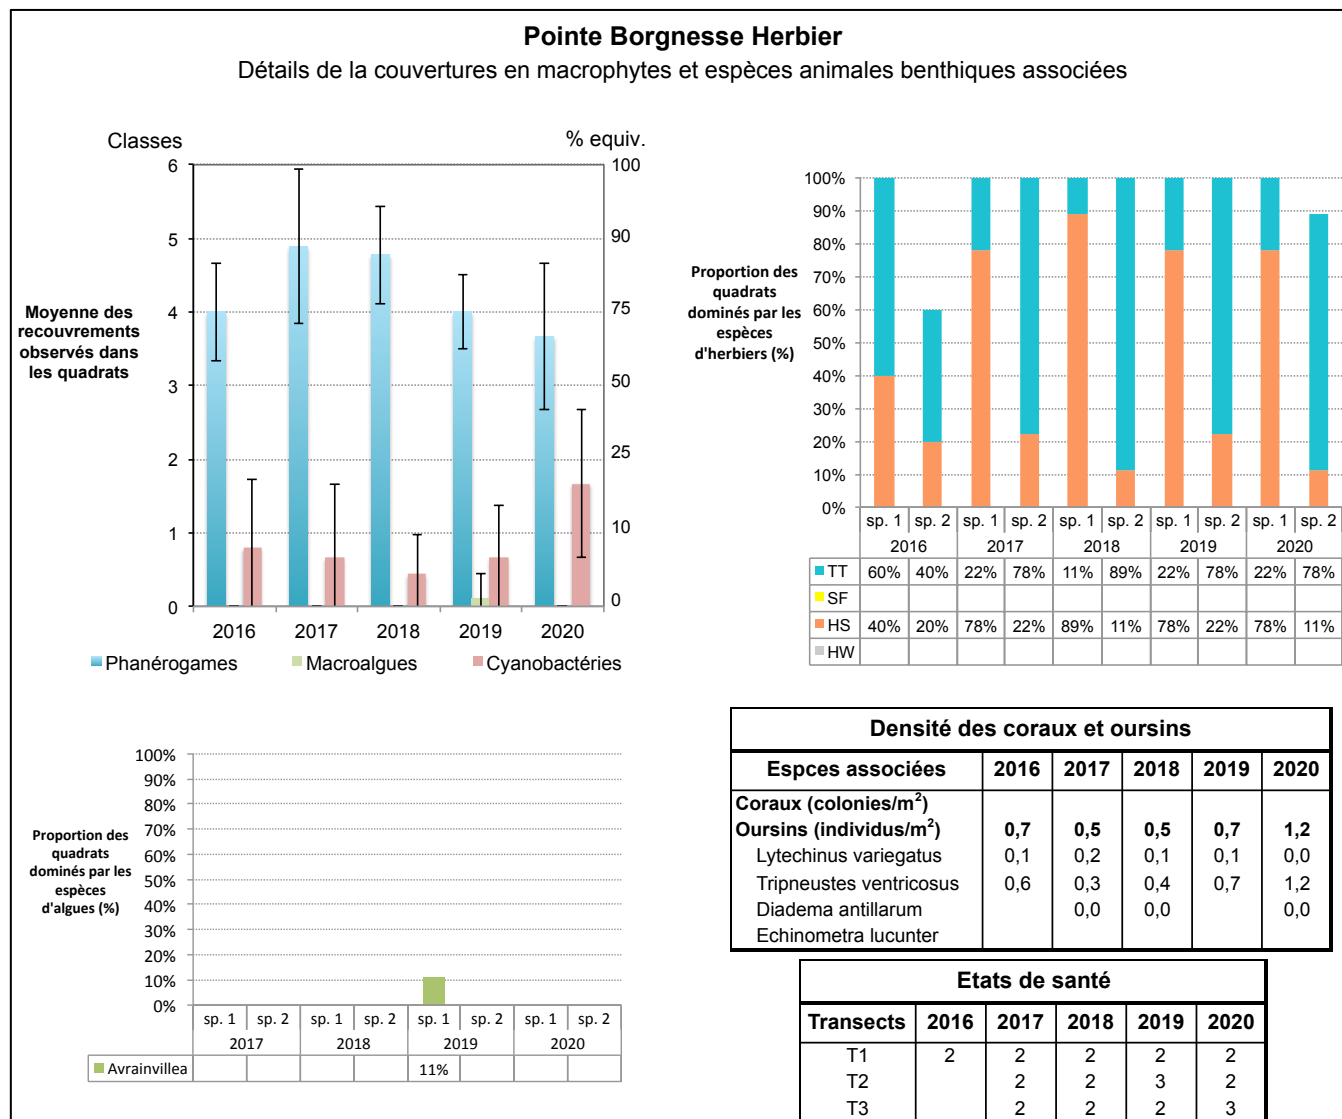 Pointe Borgnesse Herbier
Détails de la couvertures en macrophytes et espèces animales benthiques associées
Classes % equiv.
Moyenne des
recouvrements
observés dans
les quadrats
6 100
5 90
4 75
3 50
2 25
1 10
0 0
2016 2017 2018 2019 2020
Phanérogames Macroalgues Cyanobactéries
Proportion des
quadrats
dominés par les
espèces
d'herbiers (%)
100%
90%
80%
70%
60%
50%
40%
30%
20%
10%
0%
sp. 1 sp. 2 sp. 1 sp. 2 sp. 1 sp. 2 sp. 1 sp. 2 sp. 1 sp. 2
2016 2017 2018 2019 2020
TT 60% 40% 22% 78% 11% 89% 22% 78% 22% 78%
SF
HS 40% 20% 78% 22% 89% 11% 78% 22% 78% 11%
HW
Proportion des
quadrats
dominés par les
espèces
d'algues (%)
100%
90%
80%
70%
60%
50%
40%
30%
20%
10%
0%
sp. 1 sp. 2 sp. 1 sp. 2 sp. 1 sp. 2 sp. 1 sp. 2
2017 2018 2019 2020
Avrainvillea 11%
Densité des coraux et oursins
Espces associées 2016 2017 2018 2019 2020
Coraux (colonies/m²)
Oursins (individus/m²) 0,7 0,5 0,5 0,7 1,2
Lytechinus variegatus 0,1 0,2 0,1 0,1 0,0
Tripneustes ventricosus 0,6 0,3 0,4 0,7 1,2
Diadema antillarum 0,0 0,0 0,0
Echinometra lucunter
Etats de santé
Transects 2016 2017 2018 2019 2020
T1 2 2 2 2 2
T2 2 2 3 2
T3 2 2 2 3